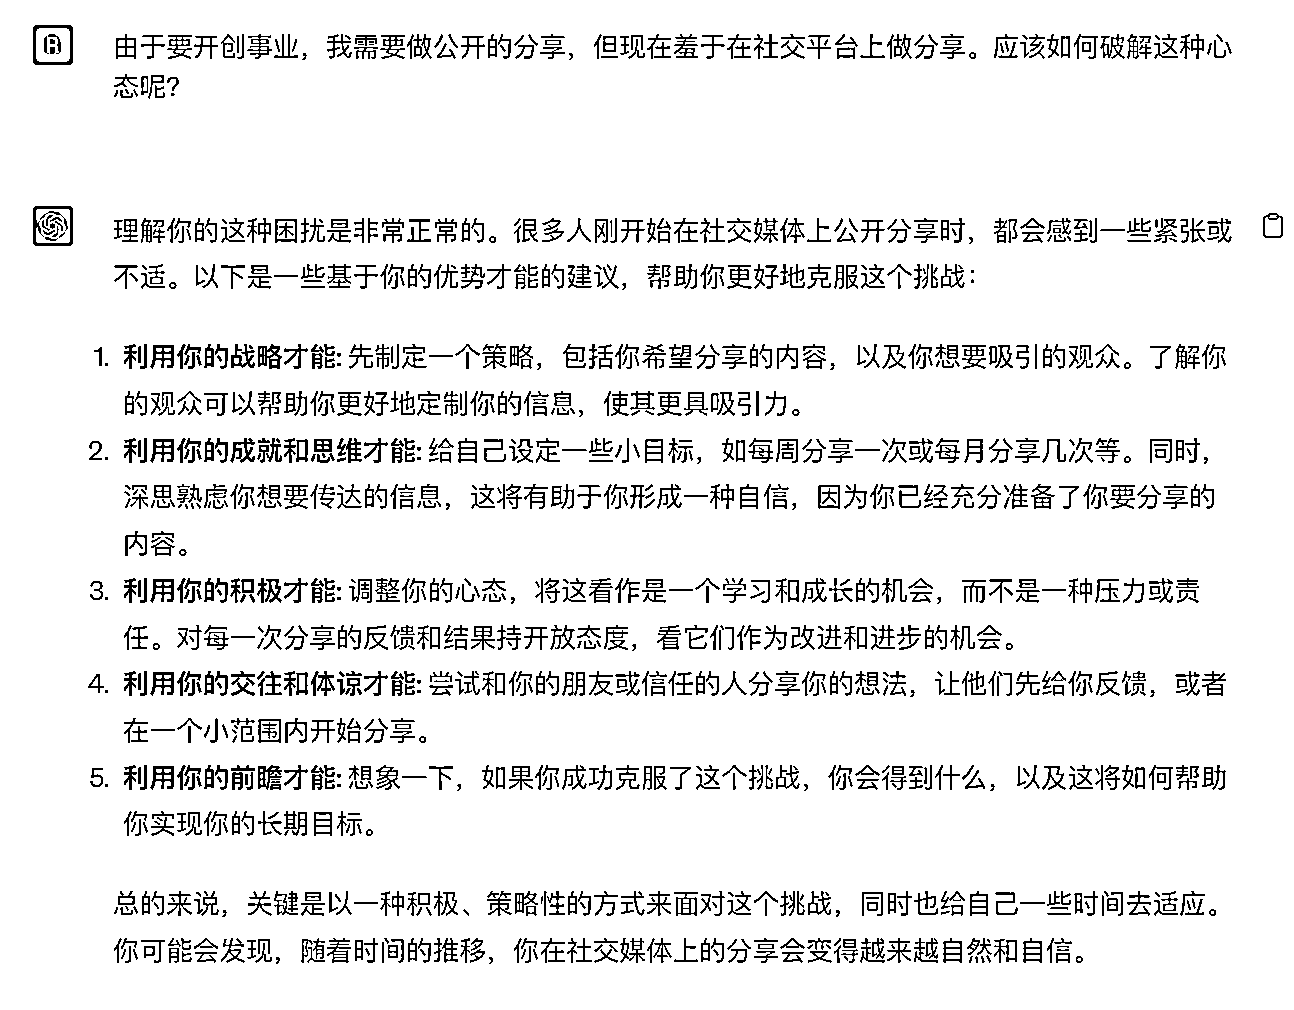 由于要开创事业，我需要做公开的分享，但现在羞于在社交平台上做分享。应该如何破解这种心
态呢？
理解你的这种困扰是非常正常的。很多人刚开始在社交媒体上公开分享时，都会感到一些紧张或
不适。以下是一些基于你的优势才能的建议，帮助你更好地克服这个挑战：
1. 利用你的战略才能: 先制定一个策略，包括你希望分享的内容，以及你想要吸引的观众。了解你
的观众可以帮助你更好地定制你的信息，使其更具吸引力。
2. 利用你的成就和思维才能: 给自己设定一些小目标，如每周分享一次或每月分享几次等。同时，
深思熟虑你想要传达的信息，这将有助于你形成一种自信，因为你已经充分准备了你要分享的
内容。
3. 利用你的积极才能: 调整你的心态，将这看作是一个学习和成长的机会，而不是一种压力或责
任。对每一次分享的反馈和结果持开放态度，看它们作为改进和进步的机会。
4. 利用你的交往和体谅才能: 尝试和你的朋友或信任的人分享你的想法，让他们先给你反馈，或者
在一个小范围内开始分享。
5. 利用你的前瞻才能: 想象一下，如果你成功克服了这个挑战，你会得到什么，以及这将如何帮助
你实现你的长期目标。
总的来说，关键是以一种积极、策略性的方式来面对这个挑战，同时也给自己一些时间去适应。
你可能会发现，随着时间的推移，你在社交媒体上的分享会变得越来越自然和自信。